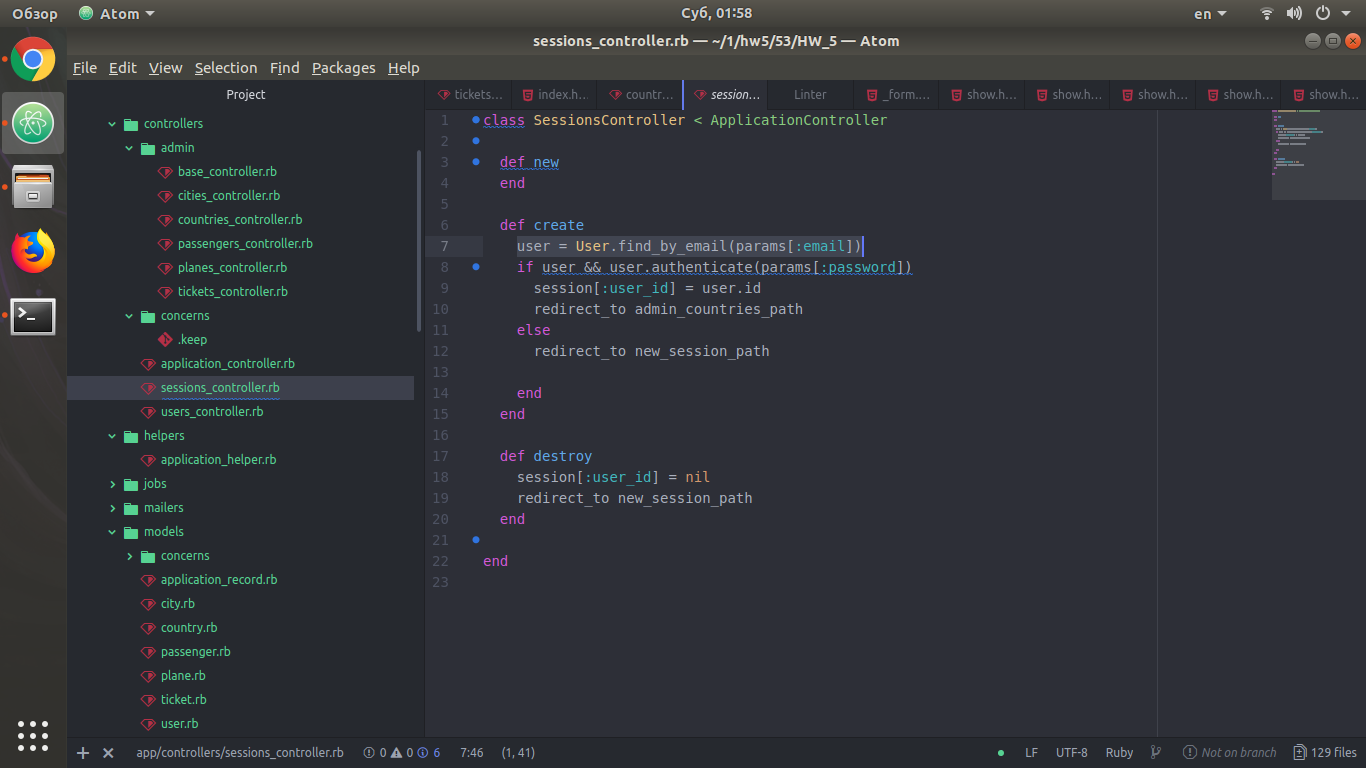 Обзор Atom Суб, 01:58 en
sessions_controller.rb — ~/1/hw5/53/HW_5 — Atom
File Edit View Selection Find Packages Help
Project
tickets... index.h... countr... session... Linter _form.... show.h... show.h... show.h... show.h... show.h...
controllers
admin
base_controller.rb
cities_controller.rb
countries_controller.rb
passengers_controller.rb
planes_controller.rb
tickets_controller.rb
concerns
.keep
application_controller.rb
sessions_controller.rb
users_controller.rb
helpers
application_helper.rb
jobs
mailers
models
concerns
application_record.rb
city.rb
country.rb
passenger.rb
plane.rb
ticket.rb
user.rb
1 class SessionsController < ApplicationController
2
3 def new
4 end
5
6 def create
7 user = User.find_by_email(params[:email])
8 if user && user.authenticate(params[:password])
9 session[:user_id] = user.id
10 redirect_to admin_countries_path
11 else
12 redirect_to new_session_path
13
14 end
15 end
16
17 def destroy
18 session[:user_id] = nil
19 redirect_to new_session_path
20 end
21
22 end
23
app/controllers/sessions_controller.rb 0 0 6 7:46 (1, 41) LF UTF-8 Ruby Not on branch 129 files